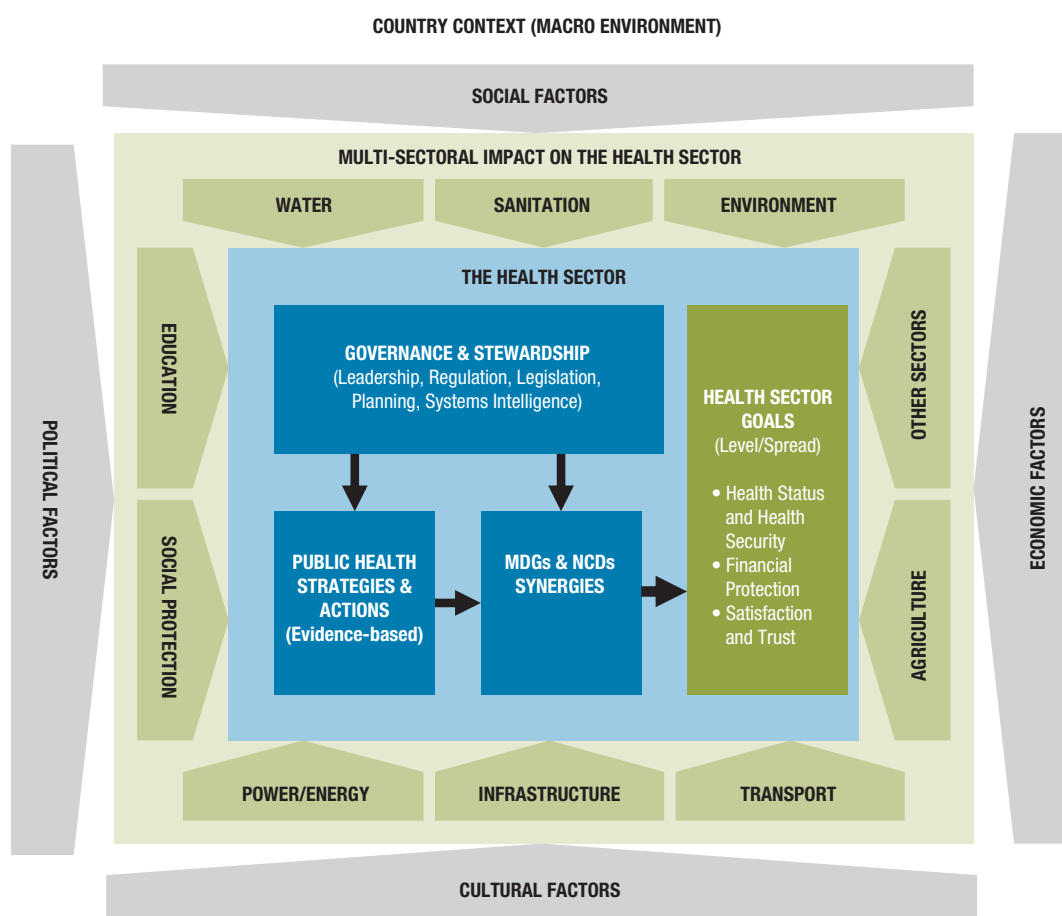 COUNTRY CONTEXT (MACRO ENVIRONMENT)
SOCIAL FACTORS
MULTI-SECTORAL IMPACT ON THE HEALTH SECTOR
WATER
SANITATION
ENVIRONMENT
POLITICAL FACTORS
EDUCATION
SOCIAL PROTECTION
THE HEALTH SECTOR
GOVERNANCE & STEWARDSHIP
(Leadership, Regulation, Legislation,
Planning, Systems Intelligence)
PUBLIC HEALTH
STRATEGIES &
ACTIONS
(Evidence-based)
MDGs & NCDs
SYNERGIES
HEALTH SECTOR
GOALS
(Level/Spread)
• Health Status
and Health
Security
• Financial
Protection
• Satisfaction
and Trust
OTHER SECTORS
AGRICULTURE
ECONOMIC FACTORS
POWER/ENERGY
INFRASTRUCTURE
TRANSPORT
CULTURAL FACTORS